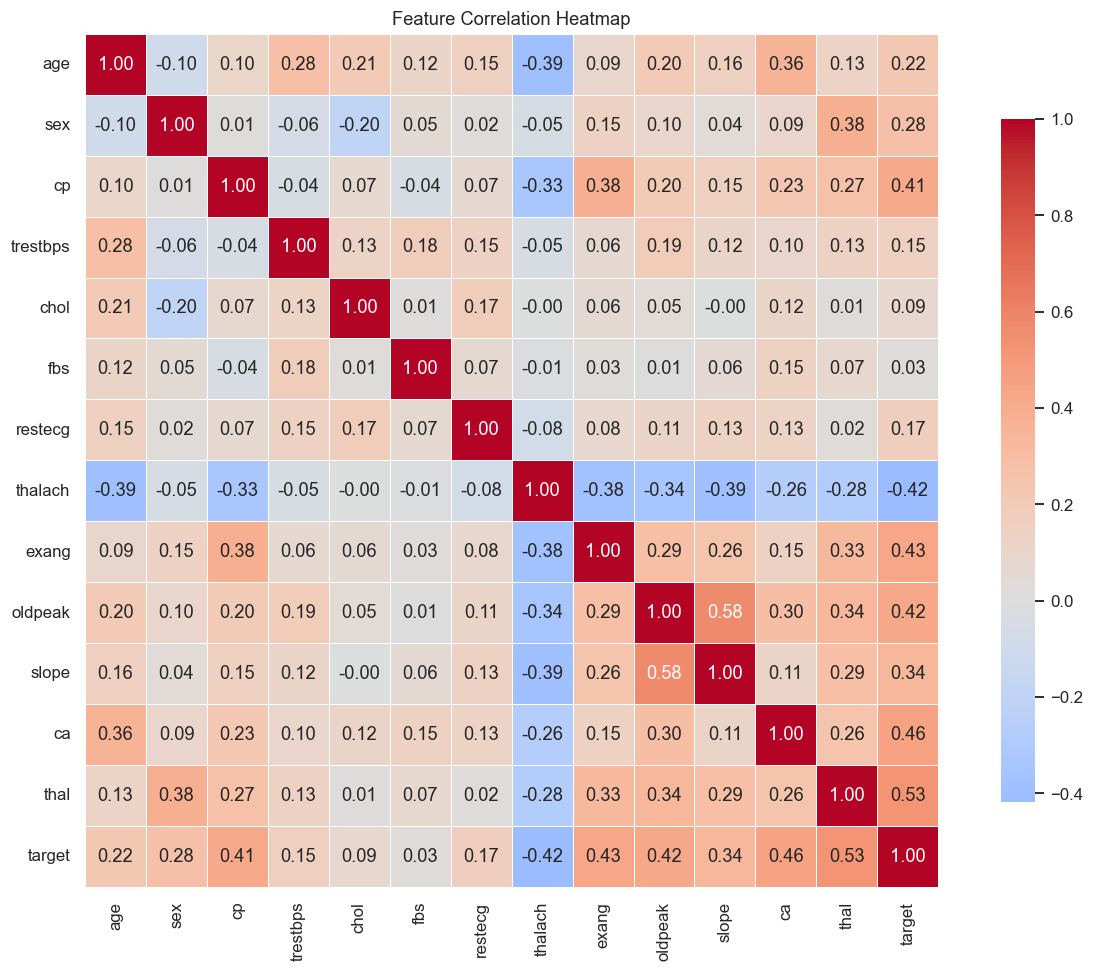 Feature Correlation Heatmap
age 1.00 -0.10 0.10 0.28 0.21 0.12 0.15 -0.39 0.09 0.20 0.16 0.36 0.13 0.22
sex -0.10 1.00 0.01 -0.06 -0.20 0.05 0.02 -0.05 0.15 0.10 0.04 0.09 0.38 0.28
cp 0.10 0.01 1.00 -0.04 0.07 -0.04 0.07 -0.33 0.38 0.20 0.15 0.23 0.27 0.41
trestbps 0.28 -0.06 -0.04 1.00 0.13 0.18 0.15 -0.05 0.06 0.19 0.12 0.10 0.13 0.15
chol 0.21 -0.20 0.07 0.13 1.00 0.01 0.17 -0.00 0.06 0.05 -0.00 0.12 0.01 0.09
fbs 0.12 0.05 -0.04 0.18 0.01 1.00 0.07 -0.01 0.03 0.01 0.06 0.15 0.07 0.03
restecg 0.15 0.02 0.07 0.15 0.17 0.07 1.00 -0.08 0.08 0.11 0.13 0.13 0.02 0.17
thalach -0.39 -0.05 -0.33 -0.05 -0.00 -0.01 -0.08 1.00 -0.38 -0.34 -0.39 -0.26 -0.28 -0.42
exang 0.09 0.15 0.38 0.06 0.06 0.03 0.08 -0.38 1.00 0.29 0.26 0.15 0.33 0.43
oldpeak 0.20 0.10 0.20 0.19 0.05 0.01 0.11 -0.34 0.29 1.00 0.58 0.30 0.34 0.42
slope 0.16 0.04 0.15 0.12 -0.00 0.06 0.13 -0.39 0.26 0.58 1.00 0.11 0.29 0.34
ca 0.36 0.09 0.23 0.10 0.12 0.15 0.13 -0.26 0.15 0.30 0.11 1.00 0.26 0.46
thal 0.13 0.38 0.27 0.13 0.01 0.07 0.02 -0.28 0.33 0.34 0.29 0.26 1.00 0.53
target 0.22 0.28 0.41 0.15 0.09 0.03 0.17 -0.42 0.43 0.42 0.34 0.46 0.53 1.00
age sex cp trestbps chol fbs restecg thalach exang oldpeak slope ca thal target
1.0
0.8
0.6
0.4
0.2
0.0
−0.2
−0.4